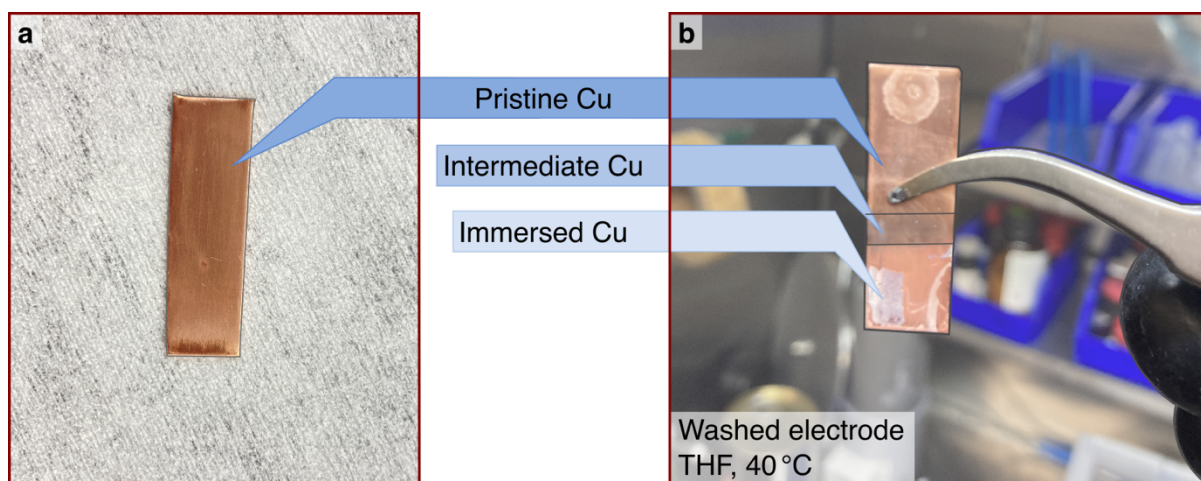 a
b
Pristine Cu
Intermediate Cu
Immersed Cu
Washed electrode
THF, 40 °C